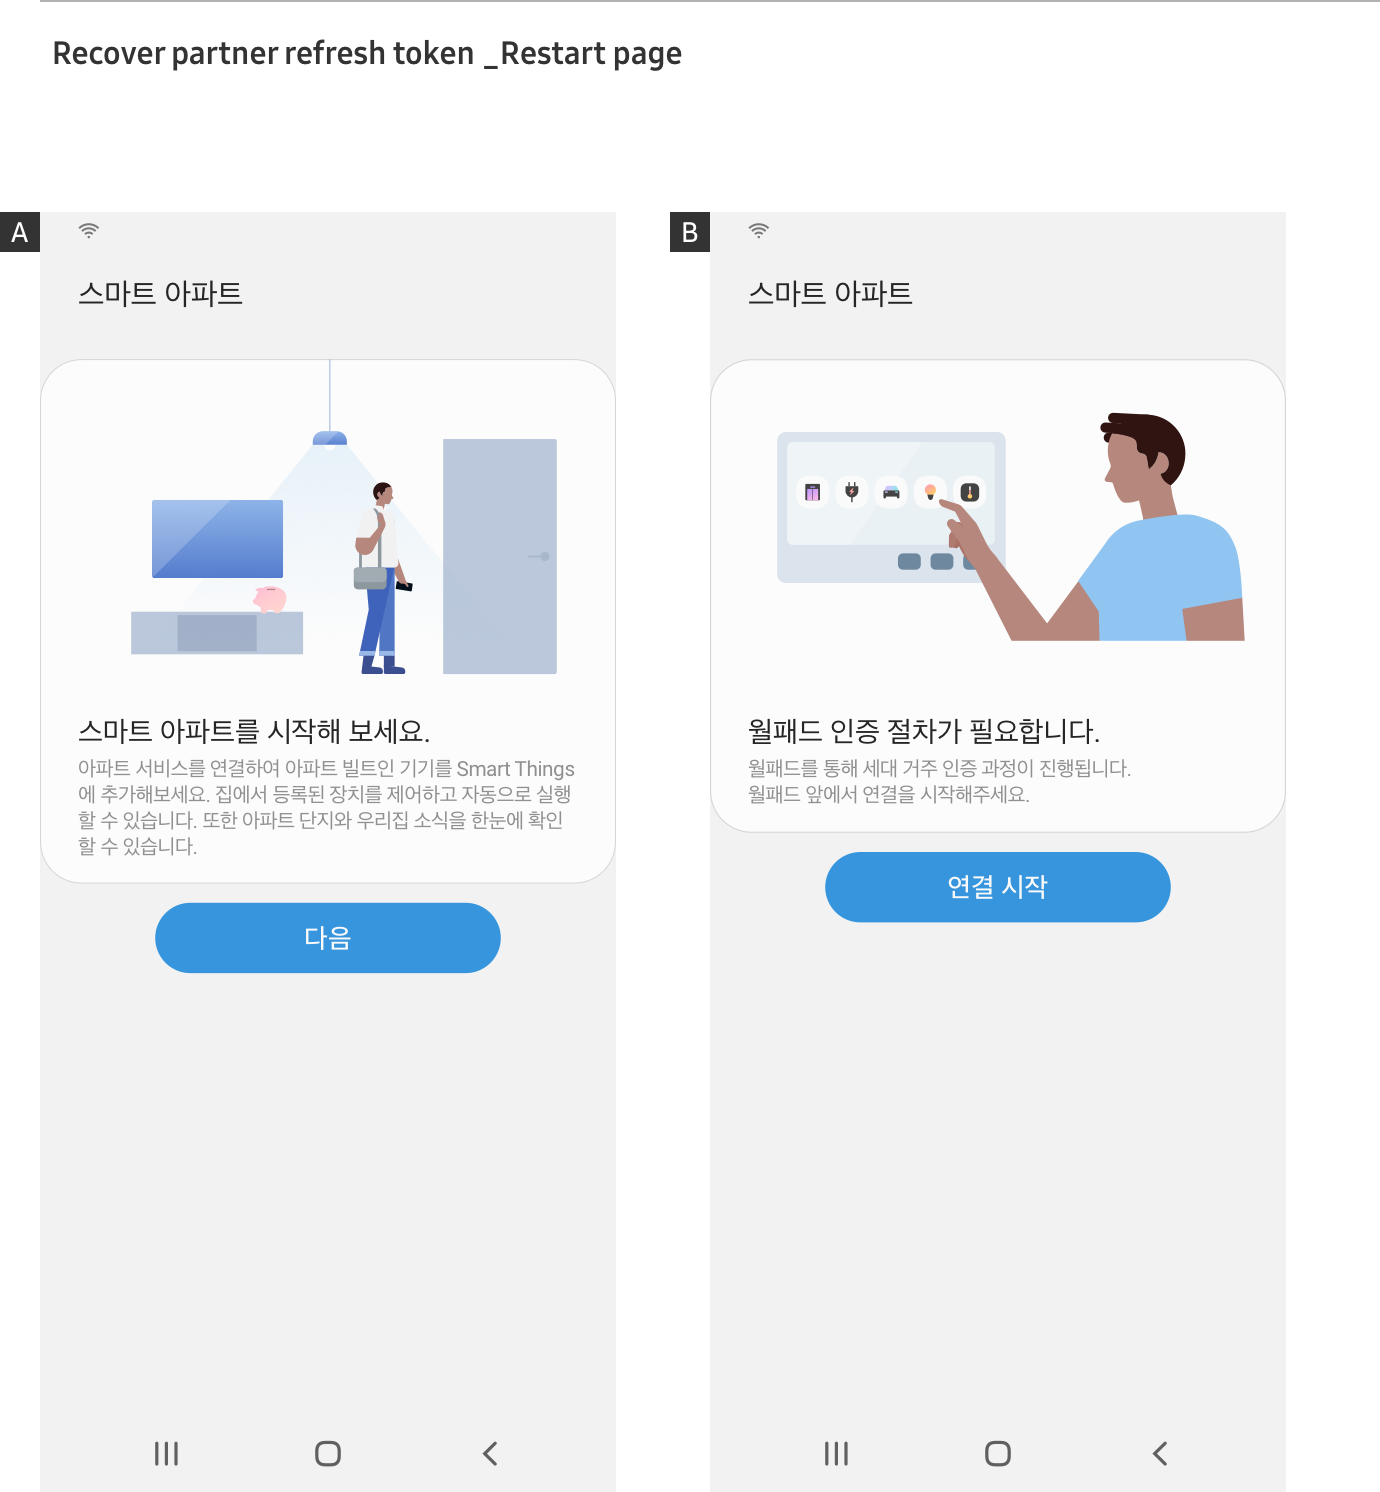 Recover partner refresh token _Restart page
A
스마트 아파트
스마트 아파트를 시작해 보세요.
아파트 서비스를 연결하여 아파트 빌트인 기기를 Smart Things
에 추가해보세요. 집에서 등록된 장치를 제어하고 자동으로 실행
할 수 있습니다. 또한 아파트 단지와 우리집 소식을 한눈에 확인
할 수 있습니다.
다음
B
스마트 아파트
월패드 인증 절차가 필요합니다.
월패드를 통해 세대 거주 인증 과정이 진행됩니다.
월패드 앞에서 연결을 시작해주세요.
연결 시작